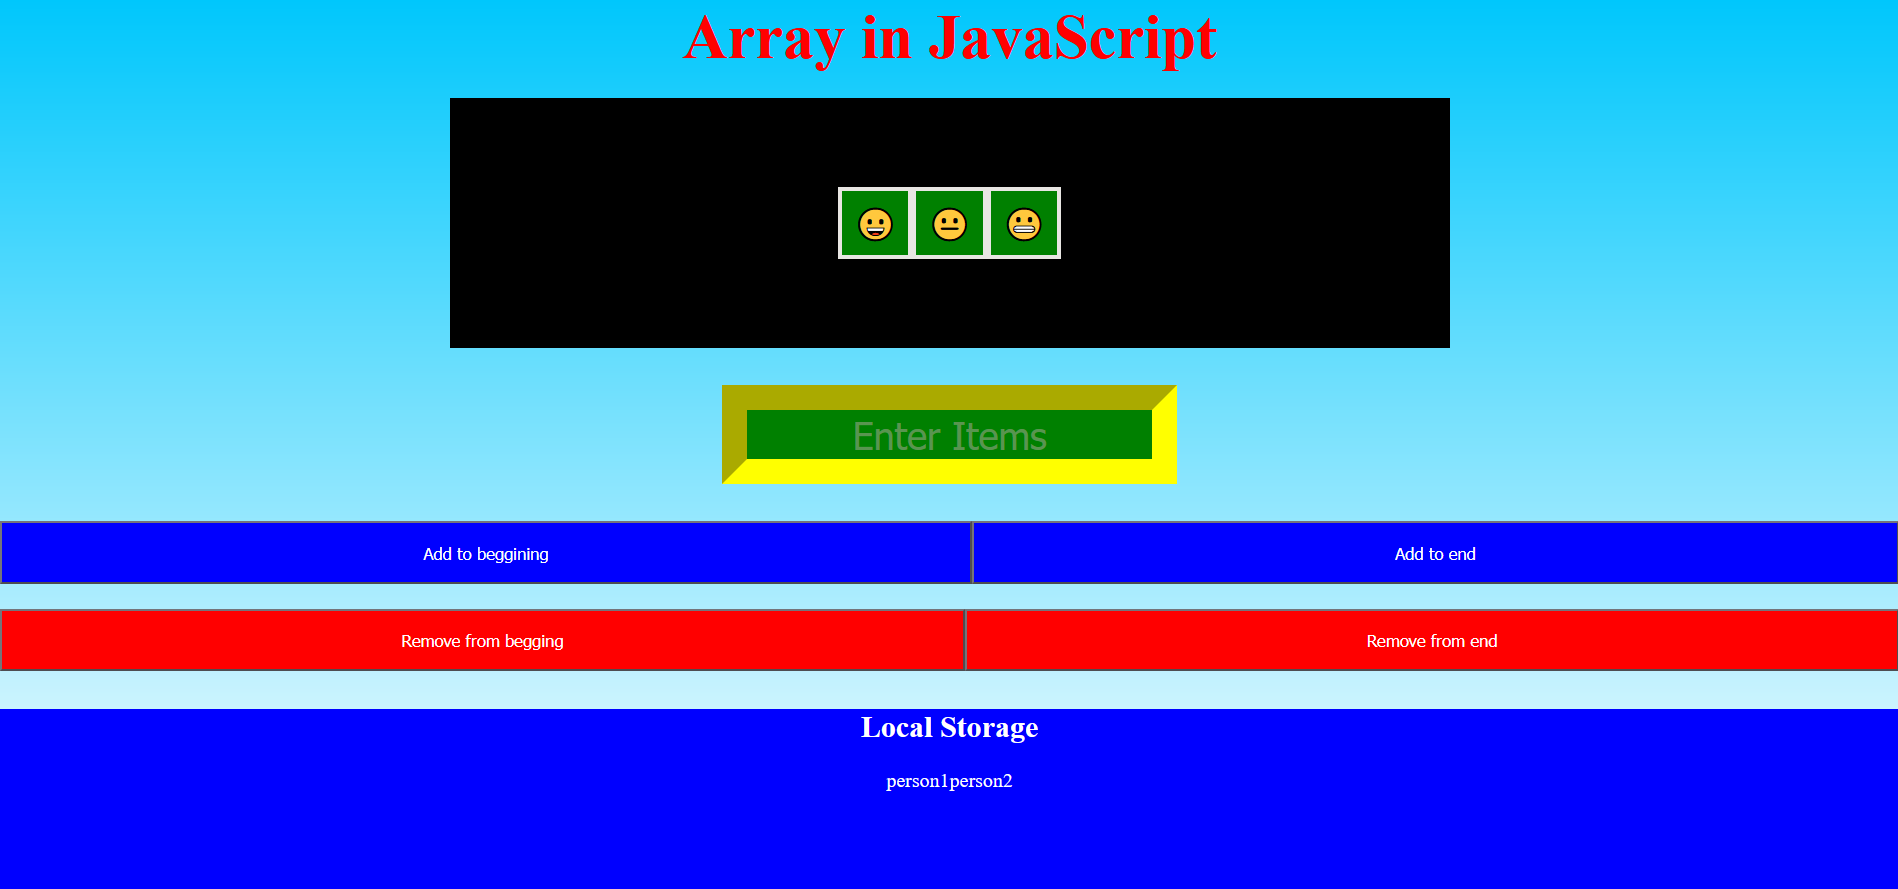 Array in JavaScript
Enter Items
Add to beggining
Add to end
Remove from begging
Remove from end
Local Storage
person1person2